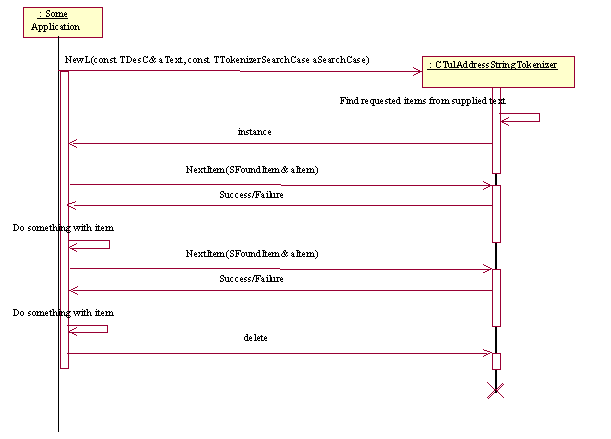 : Some
Application
NewL(const TDesC& aText, const TTokenizerSearchCase aSearchCase)
: CTulAddressStringTokenizer
Find requested items from supplied text
instance
NextItem(SFoundItem& aItem)
Success/Failure
Do something with item
NextItem(SFoundItem& aItem)
Success/Failure
Do something with item
delete